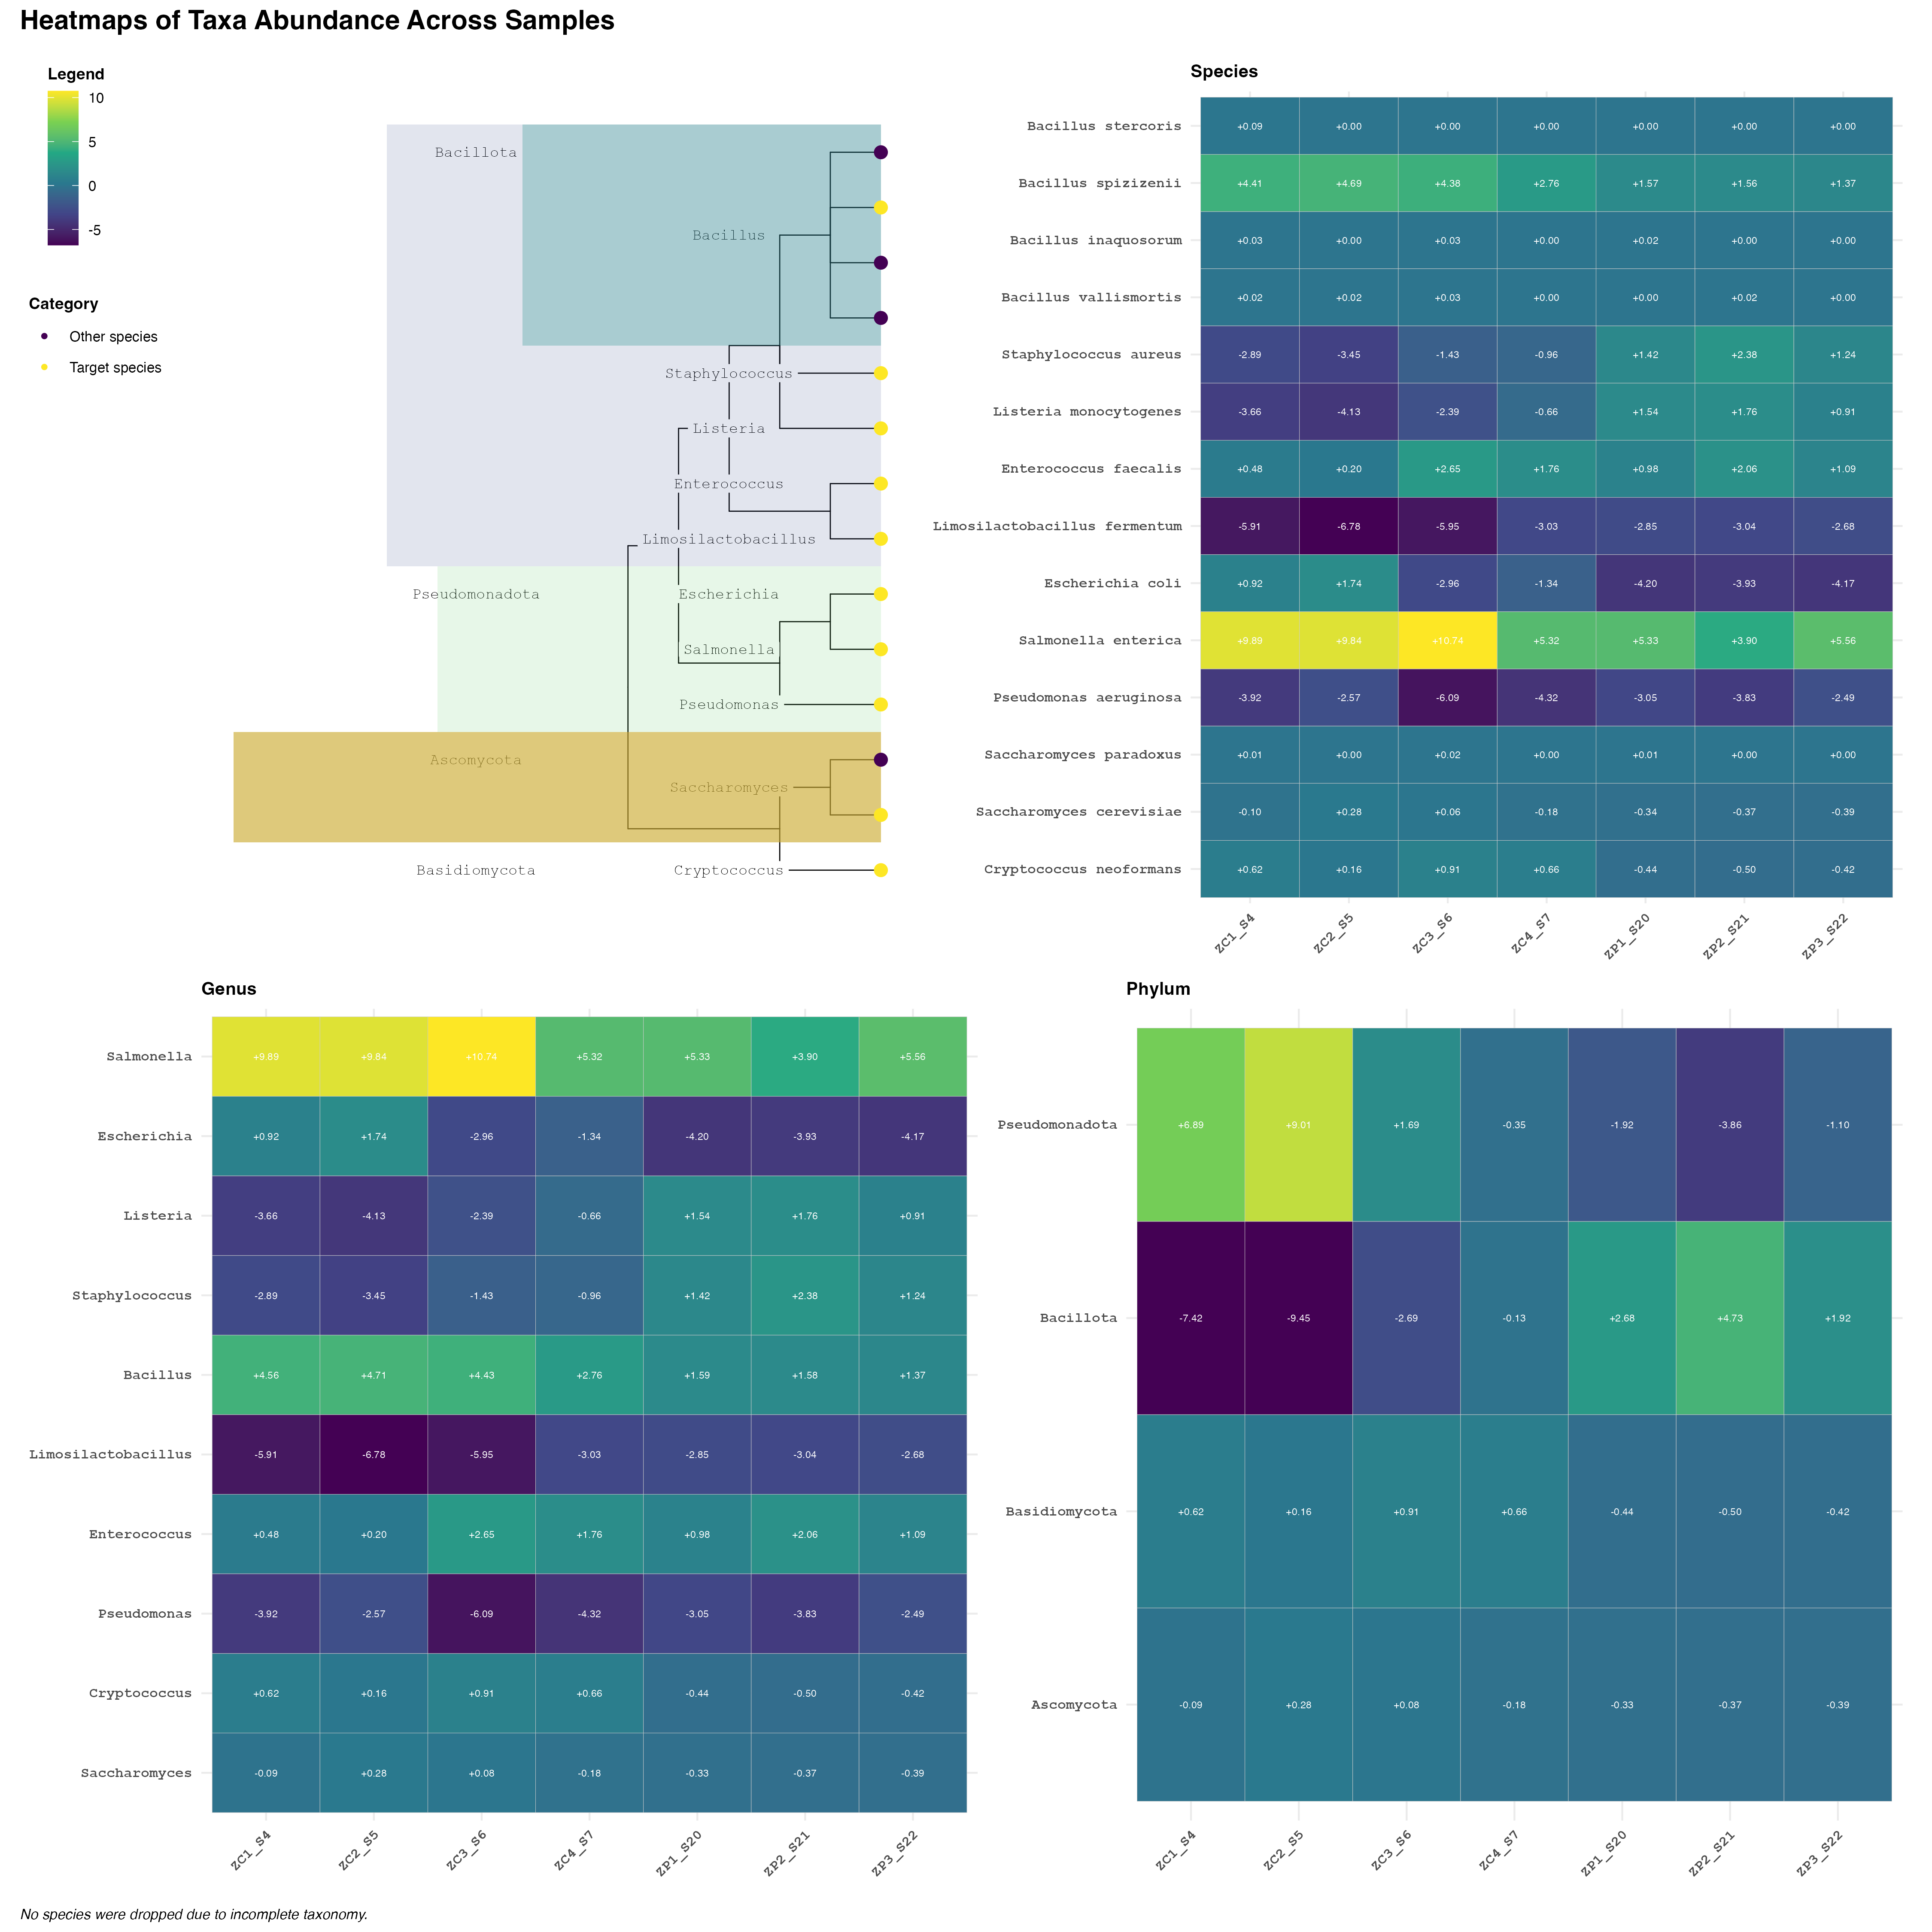 Heatmaps of Taxa Abundance Across Samples
Legend
10
5
0
-5
Category
Other species
Target species
Bacillota
Bacillus
Staphylococcus
Listeria
Enterococcus
Limosilactobacillus
Pseudomonadota
Escherichia
Salmonella
Pseudomonas
Ascomycota
Saccharomyces
Basidiomycota
Cryptococcus
Species
Bacillus stercoris +0.09 +0.00 +0.00 +0.00 +0.00 +0.00 +0.00
Bacillus spizizenii +4.41 +4.69 +4.38 +2.76 +1.57 +1.56 +1.37
Bacillus inaquosorum +0.03 +0.00 +0.03 +0.00 +0.02 +0.00 +0.00
Bacillus vallismortis +0.02 +0.02 +0.03 +0.00 +0.00 +0.02 +0.00
Staphylococcus aureus -2.89 -3.45 -1.43 -0.96 +1.42 +2.38 +1.24
Listeria monocytogenes -3.66 -4.13 -2.39 -0.66 +1.54 +1.76 +0.91
Enterococcus faecalis +0.48 +0.20 +2.65 +1.76 +0.98 +2.06 +1.09
Limosilactobacillus fermentum -5.91 -6.78 -5.95 -3.03 -2.85 -3.04 -2.68
Escherichia coli +0.92 +1.74 -2.96 -1.34 -4.20 -3.93 -4.17
Salmonella enterica +9.89 +9.84 +10.74 +5.32 +5.33 +3.90 +5.56
Pseudomonas aeruginosa -3.92 -2.57 -6.09 -4.32 -3.05 -3.83 -2.49
Saccharomyces paradoxus +0.01 +0.00 +0.02 +0.00 +0.01 +0.00 +0.00
Saccharomyces cerevisiae -0.10 +0.28 +0.06 -0.18 -0.34 -0.37 -0.39
Cryptococcus neoformans +0.62 +0.16 +0.91 +0.66 -0.44 -0.50 -0.42
ZC1_S4 ZC2_S5 ZC3_S6 ZC4_S7 ZP1_S20 ZP2_S21 ZP3_S22
Genus
Salmonella +9.89 +9.84 +10.74 +5.32 +5.33 +3.90 +5.56
Escherichia +0.92 +1.74 -2.96 -1.34 -4.20 -3.93 -4.17
Listeria -3.66 -4.13 -2.39 -0.66 +1.54 +1.76 +0.91
Staphylococcus -2.89 -3.45 -1.43 -0.96 +1.42 +2.38 +1.24
Bacillus +4.56 +4.71 +4.43 +2.76 +1.59 +1.58 +1.37
Limosilactobacillus -5.91 -6.78 -5.95 -3.03 -2.85 -3.04 -2.68
Enterococcus +0.48 +0.20 +2.65 +1.76 +0.98 +2.06 +1.09
Pseudomonas -3.92 -2.57 -6.09 -4.32 -3.05 -3.83 -2.49
Cryptococcus +0.62 +0.16 +0.91 +0.66 -0.44 -0.50 -0.42
Saccharomyces -0.09 +0.28 +0.08 -0.18 -0.33 -0.37 -0.39
ZC1_S4 ZC2_S5 ZC3_S6 ZC4_S7 ZP1_S20 ZP2_S21 ZP3_S22
Phylum
Pseudomonadota +6.89 +9.01 +1.69 -0.35 -1.92 -3.86 -1.10
Bacillota -7.42 -9.45 -2.69 -0.13 +2.68 +4.73 +1.92
Basidiomycota +0.62 +0.16 +0.91 +0.66 -0.44 -0.50 -0.42
Ascomycota -0.09 +0.28 +0.08 -0.18 -0.33 -0.37 -0.39
ZC1_S4 ZC2_S5 ZC3_S6 ZC4_S7 ZP1_S20 ZP2_S21 ZP3_S22
No species were dropped due to incomplete taxonomy.